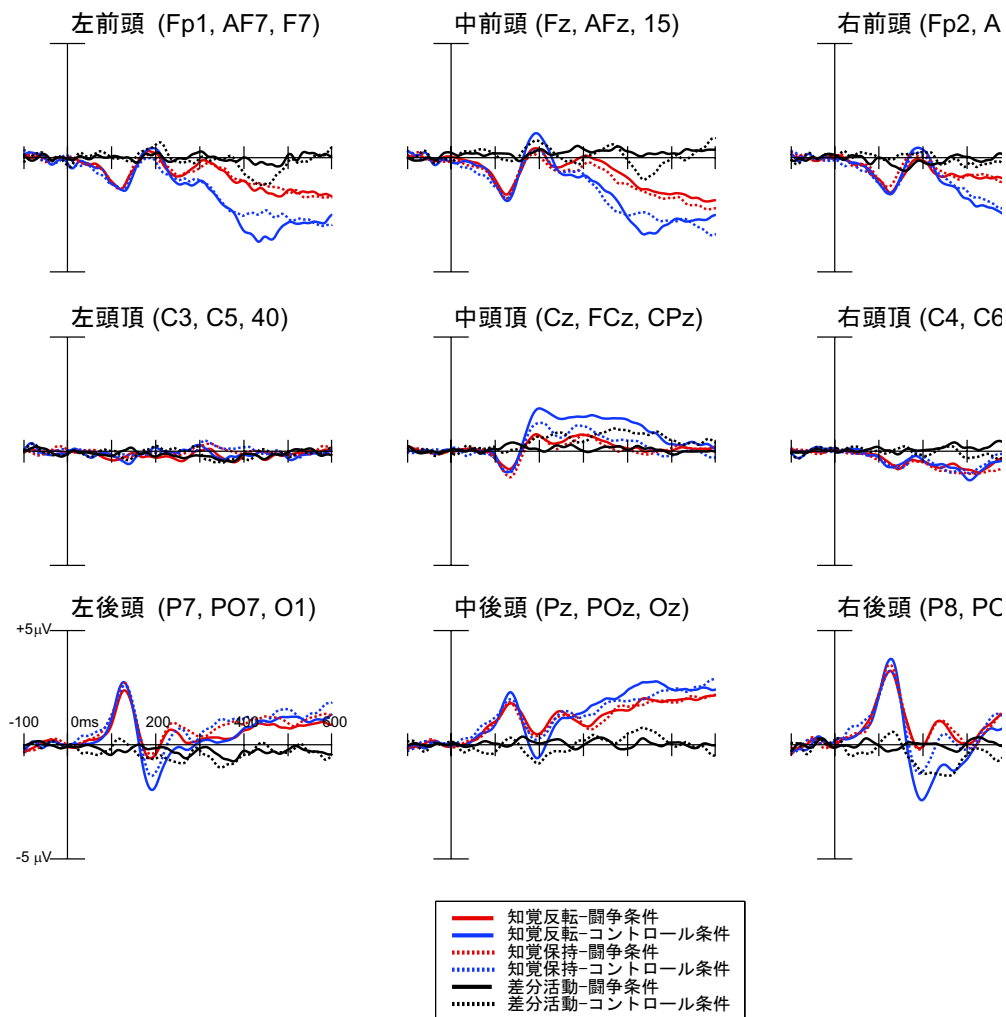 左前頭 (Fp1, AF7, F7)
中前頭 (Fz, AFz, 15)
右前頭 (Fp2, A
左頭頂 (C3, C5, 40)
中頭頂 (Cz, FCz, CPz)
右頭頂 (C4, C6
左後頭 (P7, PO7, O1)
中後頭 (Pz, POz, Oz)
右後頭 (P8, PO
+5μV
-100 0ms 200 400 600
-5 μV
知覚反転-闘争条件
知覚反転-コントロール条件
知覚保持-闘争条件
知覚保持-コントロール条件
差分活動-闘争条件
差分活動-コントロール条件